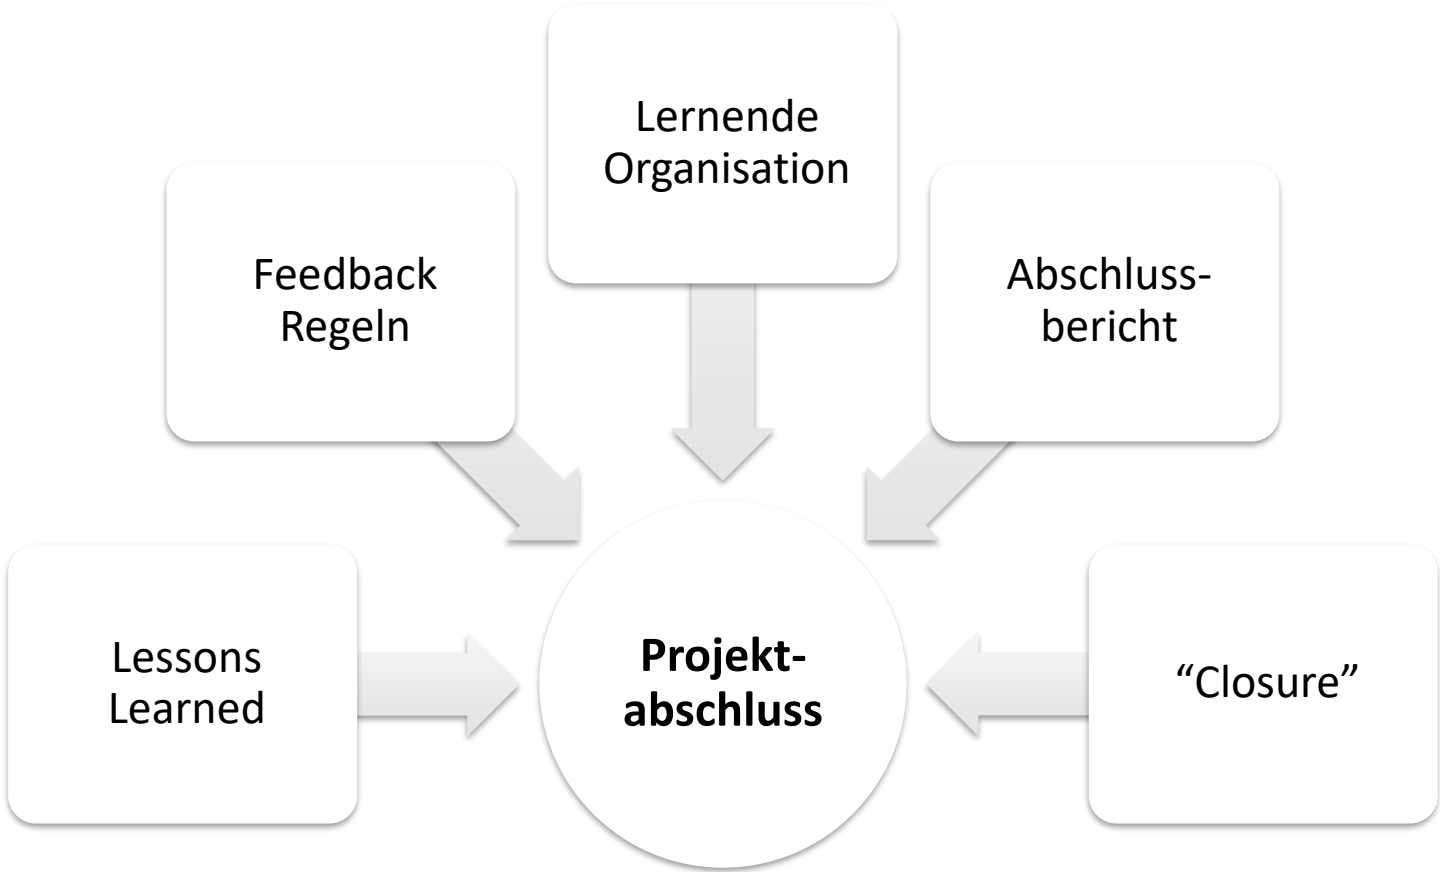 Lernende
Organisation
Feedback
Regeln
Abschluss-
bericht
Lessons
Learned
Projekt-
abschluss
“Closure”